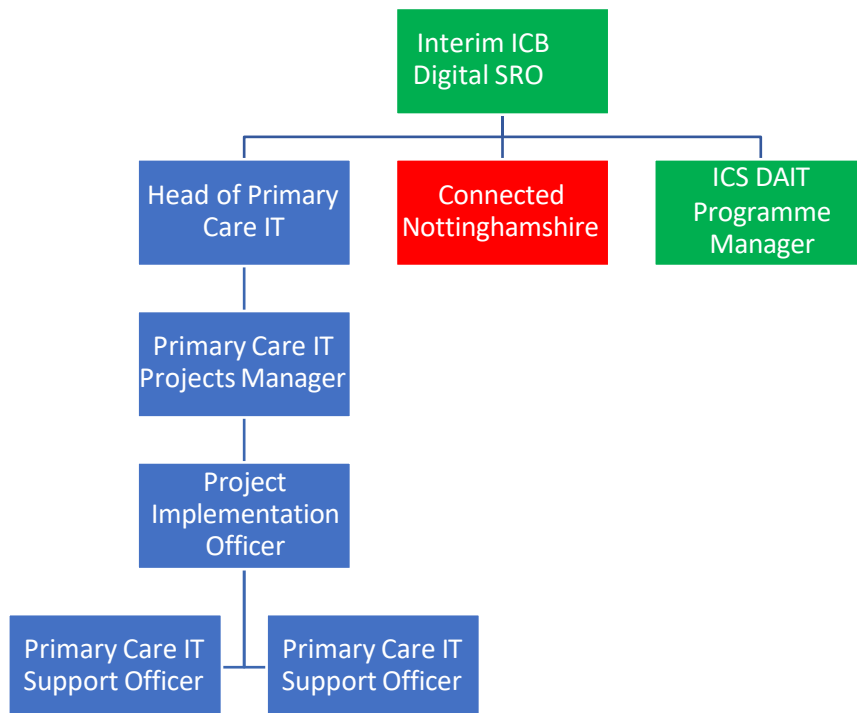 Interim ICB
Digital SRO
Head of Primary
Care IT
Connected
Nottinghamshire
ICS DAIT
Programme
Manager
Primary Care IT
Projects Manager
Project
Implementation
Officer
Primary Care IT
Support Officer
Primary Care IT
Support Officer